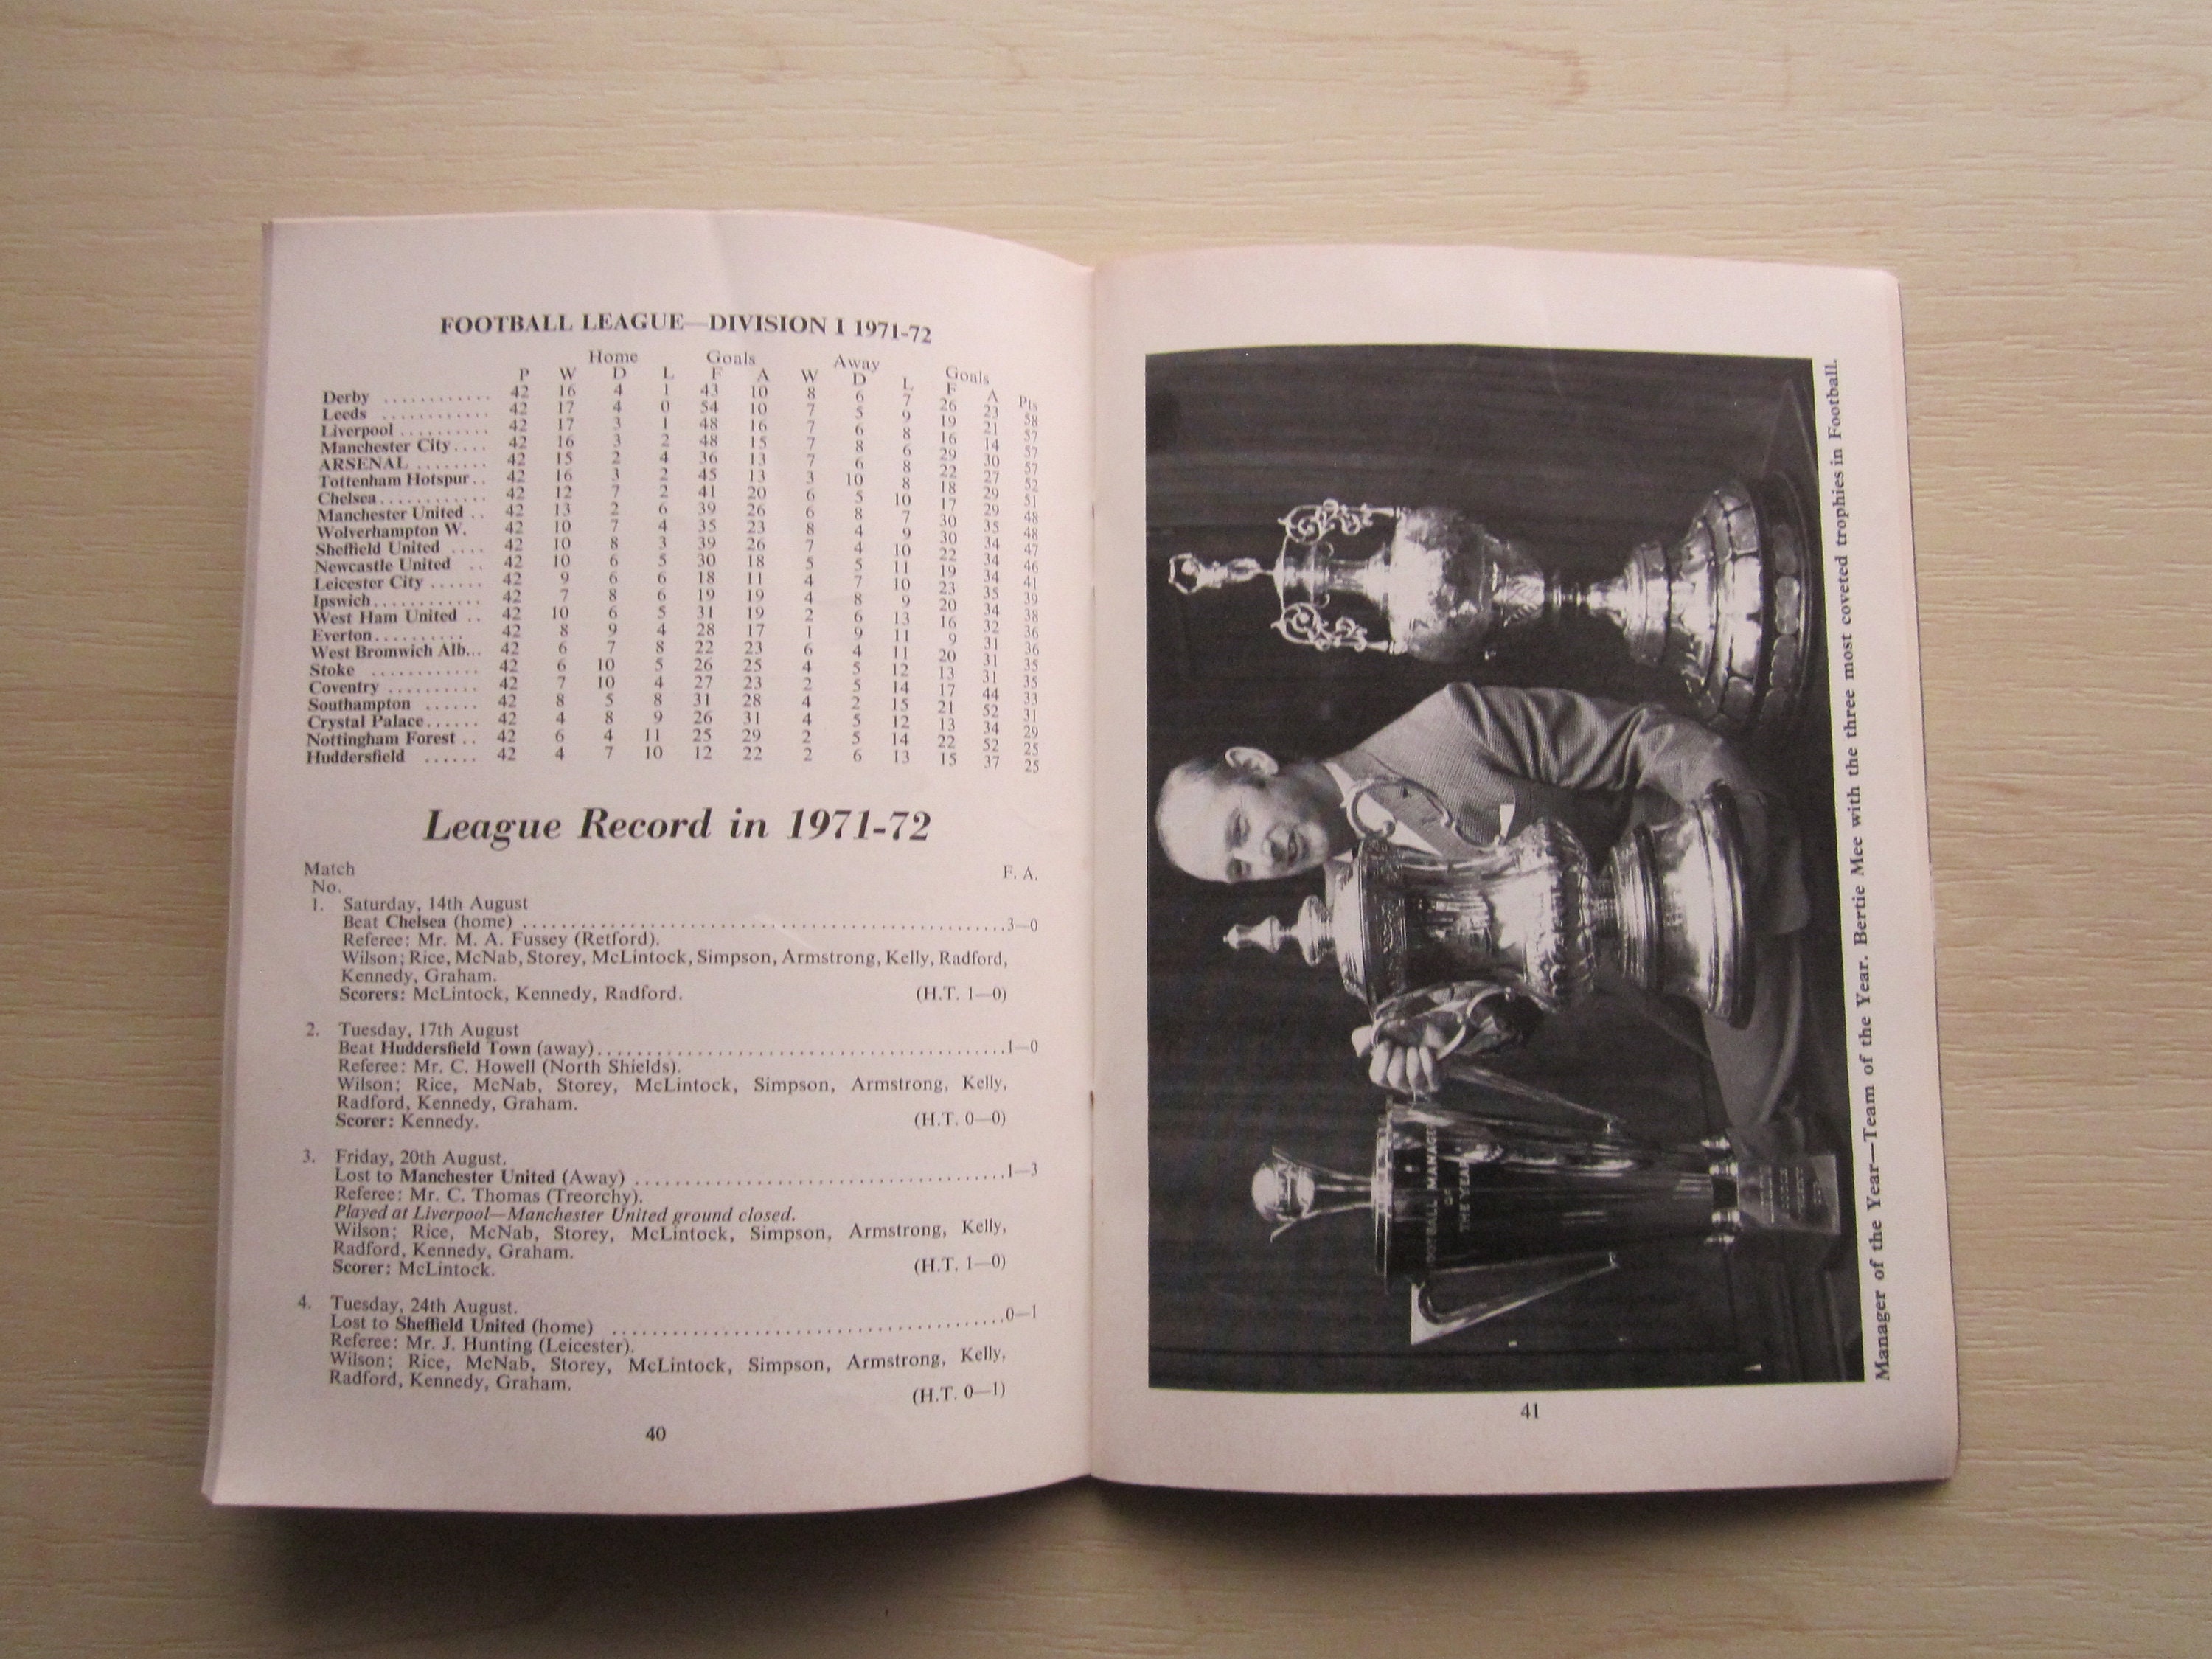 FOOTBALL LEAGUE—DIVISION I 1971-72
Home Goals Away Goals
P W D L F A W D L F A Pts
Derby ............ 42 16 4 1 43 10 8 6 7 26 23 58
Leeds ............ 42 17 4 0 54 10 7 5 9 19 21 57
Liverpool .......... 42 17 3 1 48 16 7 6 8 16 14 57
Manchester City.... 42 16 3 2 48 15 7 8 6 29 30 57
ARSENAL ........ 42 15 2 4 36 13 7 6 8 22 27 52
Tottenham Hotspur.. 42 16 3 2 45 13 3 10 8 18 29 51
Chelsea............ 42 12 7 2 41 20 6 5 10 17 29 48
Manchester United .. 42 13 2 6 39 26 6 8 7 30 35 48
Wolverhampton W. 42 10 7 4 35 23 8 4 9 30 34 47
Sheffield United .... 42 10 8 3 39 26 7 4 10 22 34 46
Newcastle United .. 42 10 6 5 30 18 5 5 11 19 34 41
Leicester City ...... 42 9 6 6 18 11 4 7 10 23 35 39
Ipswich............ 42 7 8 6 19 19 4 8 9 20 34 38
West Ham United .. 42 10 6 5 31 19 2 6 13 16 32 36
Everton.......... 42 8 9 4 28 17 1 9 11 9 31 36
West Bromwich Alb... 42 6 7 8 22 23 6 4 11 20 31 35
Stoke ............ 42 6 10 5 26 25 4 5 12 13 31 35
Coventry .......... 42 7 10 4 27 23 2 5 14 17 44 33
Southampton ...... 42 8 5 8 31 28 4 2 15 21 52 31
Crystal Palace...... 42 4 8 9 26 31 4 5 12 13 34 29
Nottingham Forest .. 42 6 4 11 25 29 2 5 14 22 52 25
Huddersfield ...... 42 4 7 10 12 22 2 6 13 15 37 25
League Record in 1971-72
Match F. A.
No.
1. Saturday, 14th August
Beat Chelsea (home) ........................................3—0
Referee: Mr. M. A. Fussey (Retford).
Wilson; Rice, McNab, Storey, McLintock, Simpson, Armstrong, Kelly, Radford,
Kennedy, Graham.
Scorers: McLintock, Kennedy, Radford. (H.T. 1—0)
2. Tuesday, 17th August
Beat Huddersfield Town (away)........................................1—0
Referee: Mr. C. Howell (North Shields).
Wilson; Rice, McNab, Storey, McLintock, Simpson, Armstrong, Kelly,
Radford, Kennedy, Graham.
Scorer: Kennedy. (H.T. 0—0)
3. Friday, 20th August.
Lost to Manchester United (Away) ........................................1—3
Referee: Mr. C. Thomas (Treorchy).
Played at Liverpool—Manchester United ground closed.
Wilson; Rice, McNab, Storey, McLintock, Simpson, Armstrong, Kelly,
Radford, Kennedy, Graham.
Scorer: McLintock. (H.T. 1—0)
4. Tuesday, 24th August.
Lost to Sheffield United (home) ........................................0—1
Referee: Mr. J. Hunting (Leicester).
Wilson; Rice, McNab, Storey, McLintock, Simpson, Armstrong, Kelly,
Radford, Kennedy, Graham.
(H.T. 0—1)
40
FOOTBALL MANAGER
OF
THE YEAR
Manager of the Year—Team of the Year. Bertie Mee with the three most coveted trophies in Football.
41